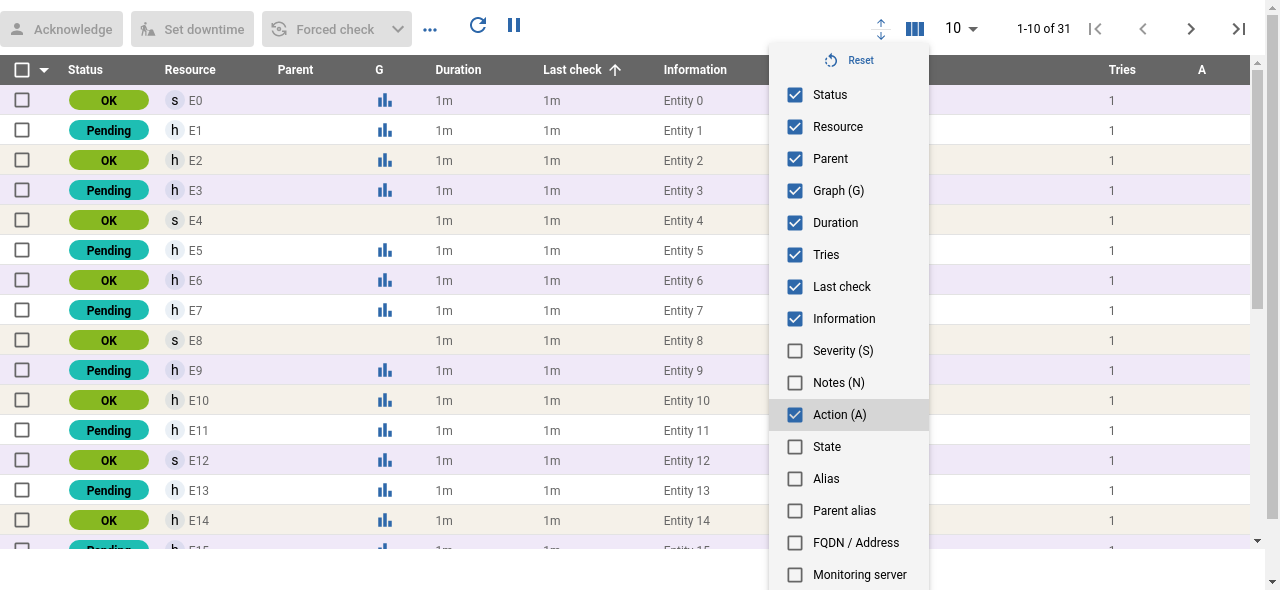 Acknowledge Set downtime Forced check 10 1-10 of 31
Status Resource Parent G Duration Last check Information Tries A
OK s E0 1m 1m Entity 0 1
Pending h E1 1m 1m Entity 1 1
OK h E2 1m 1m Entity 2 1
Pending h E3 1m 1m Entity 3 1
OK s E4 1m 1m Entity 4 1
Pending h E5 1m 1m Entity 5 1
OK h E6 1m 1m Entity 6 1
Pending h E7 1m 1m Entity 7 1
OK s E8 1m 1m Entity 8 1
Pending h E9 1m 1m Entity 9 1
OK h E10 1m 1m Entity 10 1
Pending h E11 1m 1m Entity 11 1
OK s E12 1m 1m Entity 12 1
Pending h E13 1m 1m Entity 13 1
OK h E14 1m 1m Entity 14 1
Reset
Status
Resource
Parent
Graph (G)
Duration
Tries
Last check
Information
Severity (S)
Notes (N)
Action (A)
State
Alias
Parent alias
FQDN / Address
Monitoring server